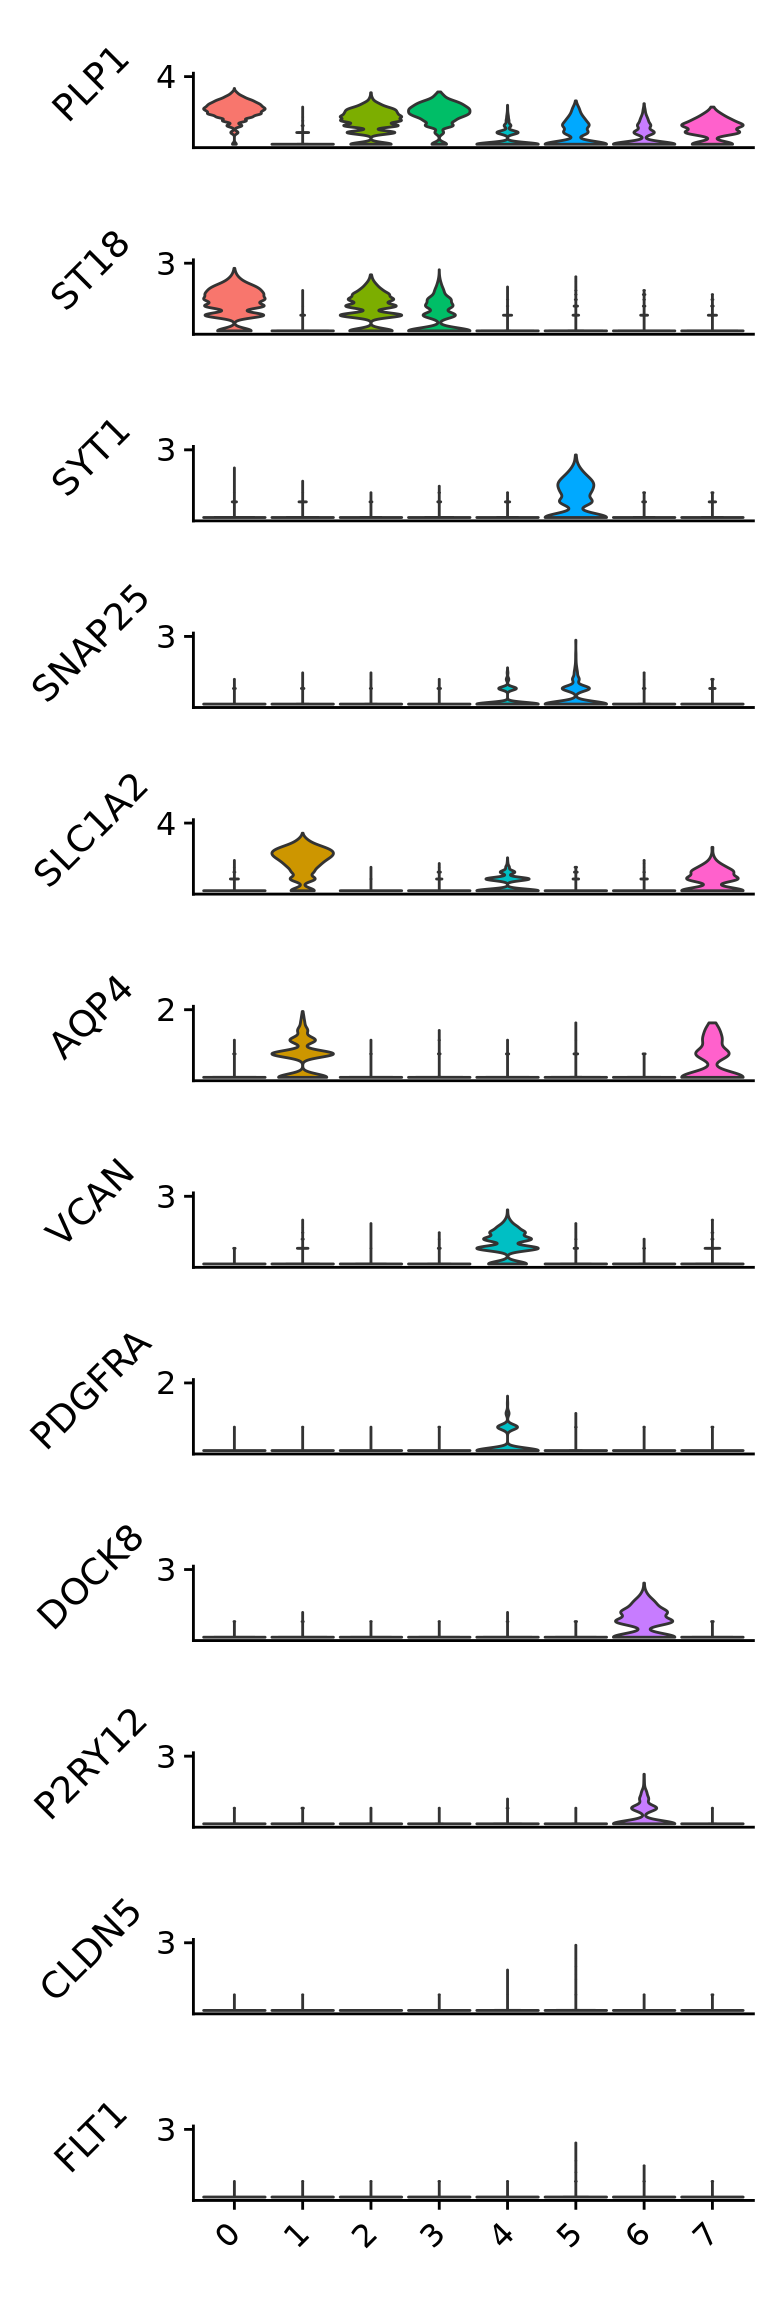 PLP1
4
ST18
3
SYT1
3
SNAP25
3
SLC1A2
4
AQP4
2
VCAN
3
PDGFRA
2
DOCK8
3
P2RY12
3
CLDN5
3
FLT1
3
0 1 2 3 4 5 6 7